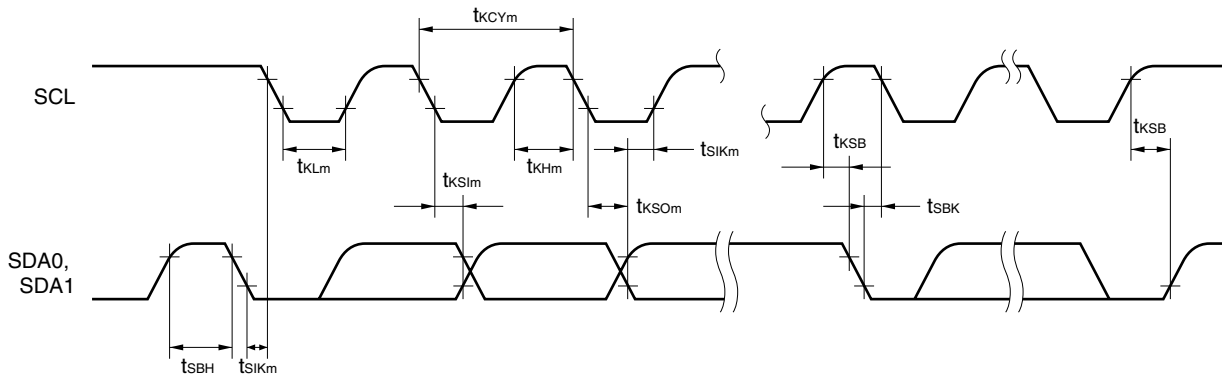 tKCYm
SCL
tKLm
tKSIm
tKHm
tSIKm
tKSOm
tKSB
tSBK
tKSB
SDA0,
SDA1
tSBH
tSIKm